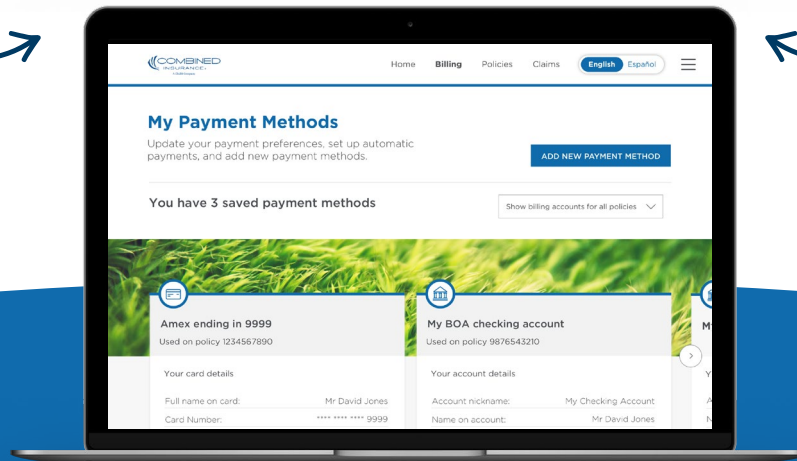 COMBINED
INSURANCE
Home Billing Policies Claims English Español
My Payment Methods
Update your payment preferences, set up automatic
payments, and add new payment methods.
ADD NEW PAYMENT METHOD
You have 3 saved payment methods
Show billing accounts for all policies
Amex ending in 9999
Used on policy 1234567890
Your card details
Full name on card: Mr David Jones
Card Number: **** **** **** 9999
My BOA checking account
Used on policy 9876543210
Your account details
Account nickname: My Checking Account
Name on account: Mr David Jones
M
Y
A
N